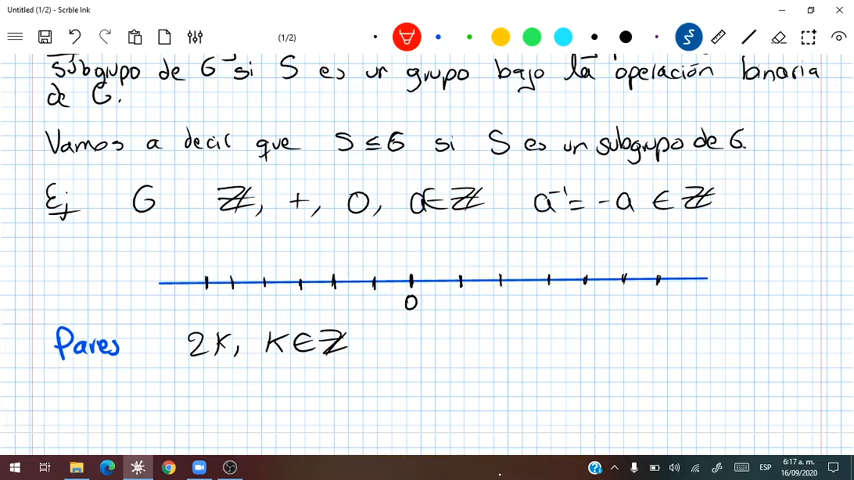 Untitled (1/2) - Scrble Ink
(1/2)
Subgrupo de G si S es un grupo bajo la operación binaria
de G.
Vamos a decir que S ≤ G si S es un subgrupo de G.
Ej G ℤ, +, 0, a∈ℤ a⁻¹ = -a ∈ ℤ
0
Pares 2K, K∈ℤ
ESP
6:17 a. m.
16/09/2020